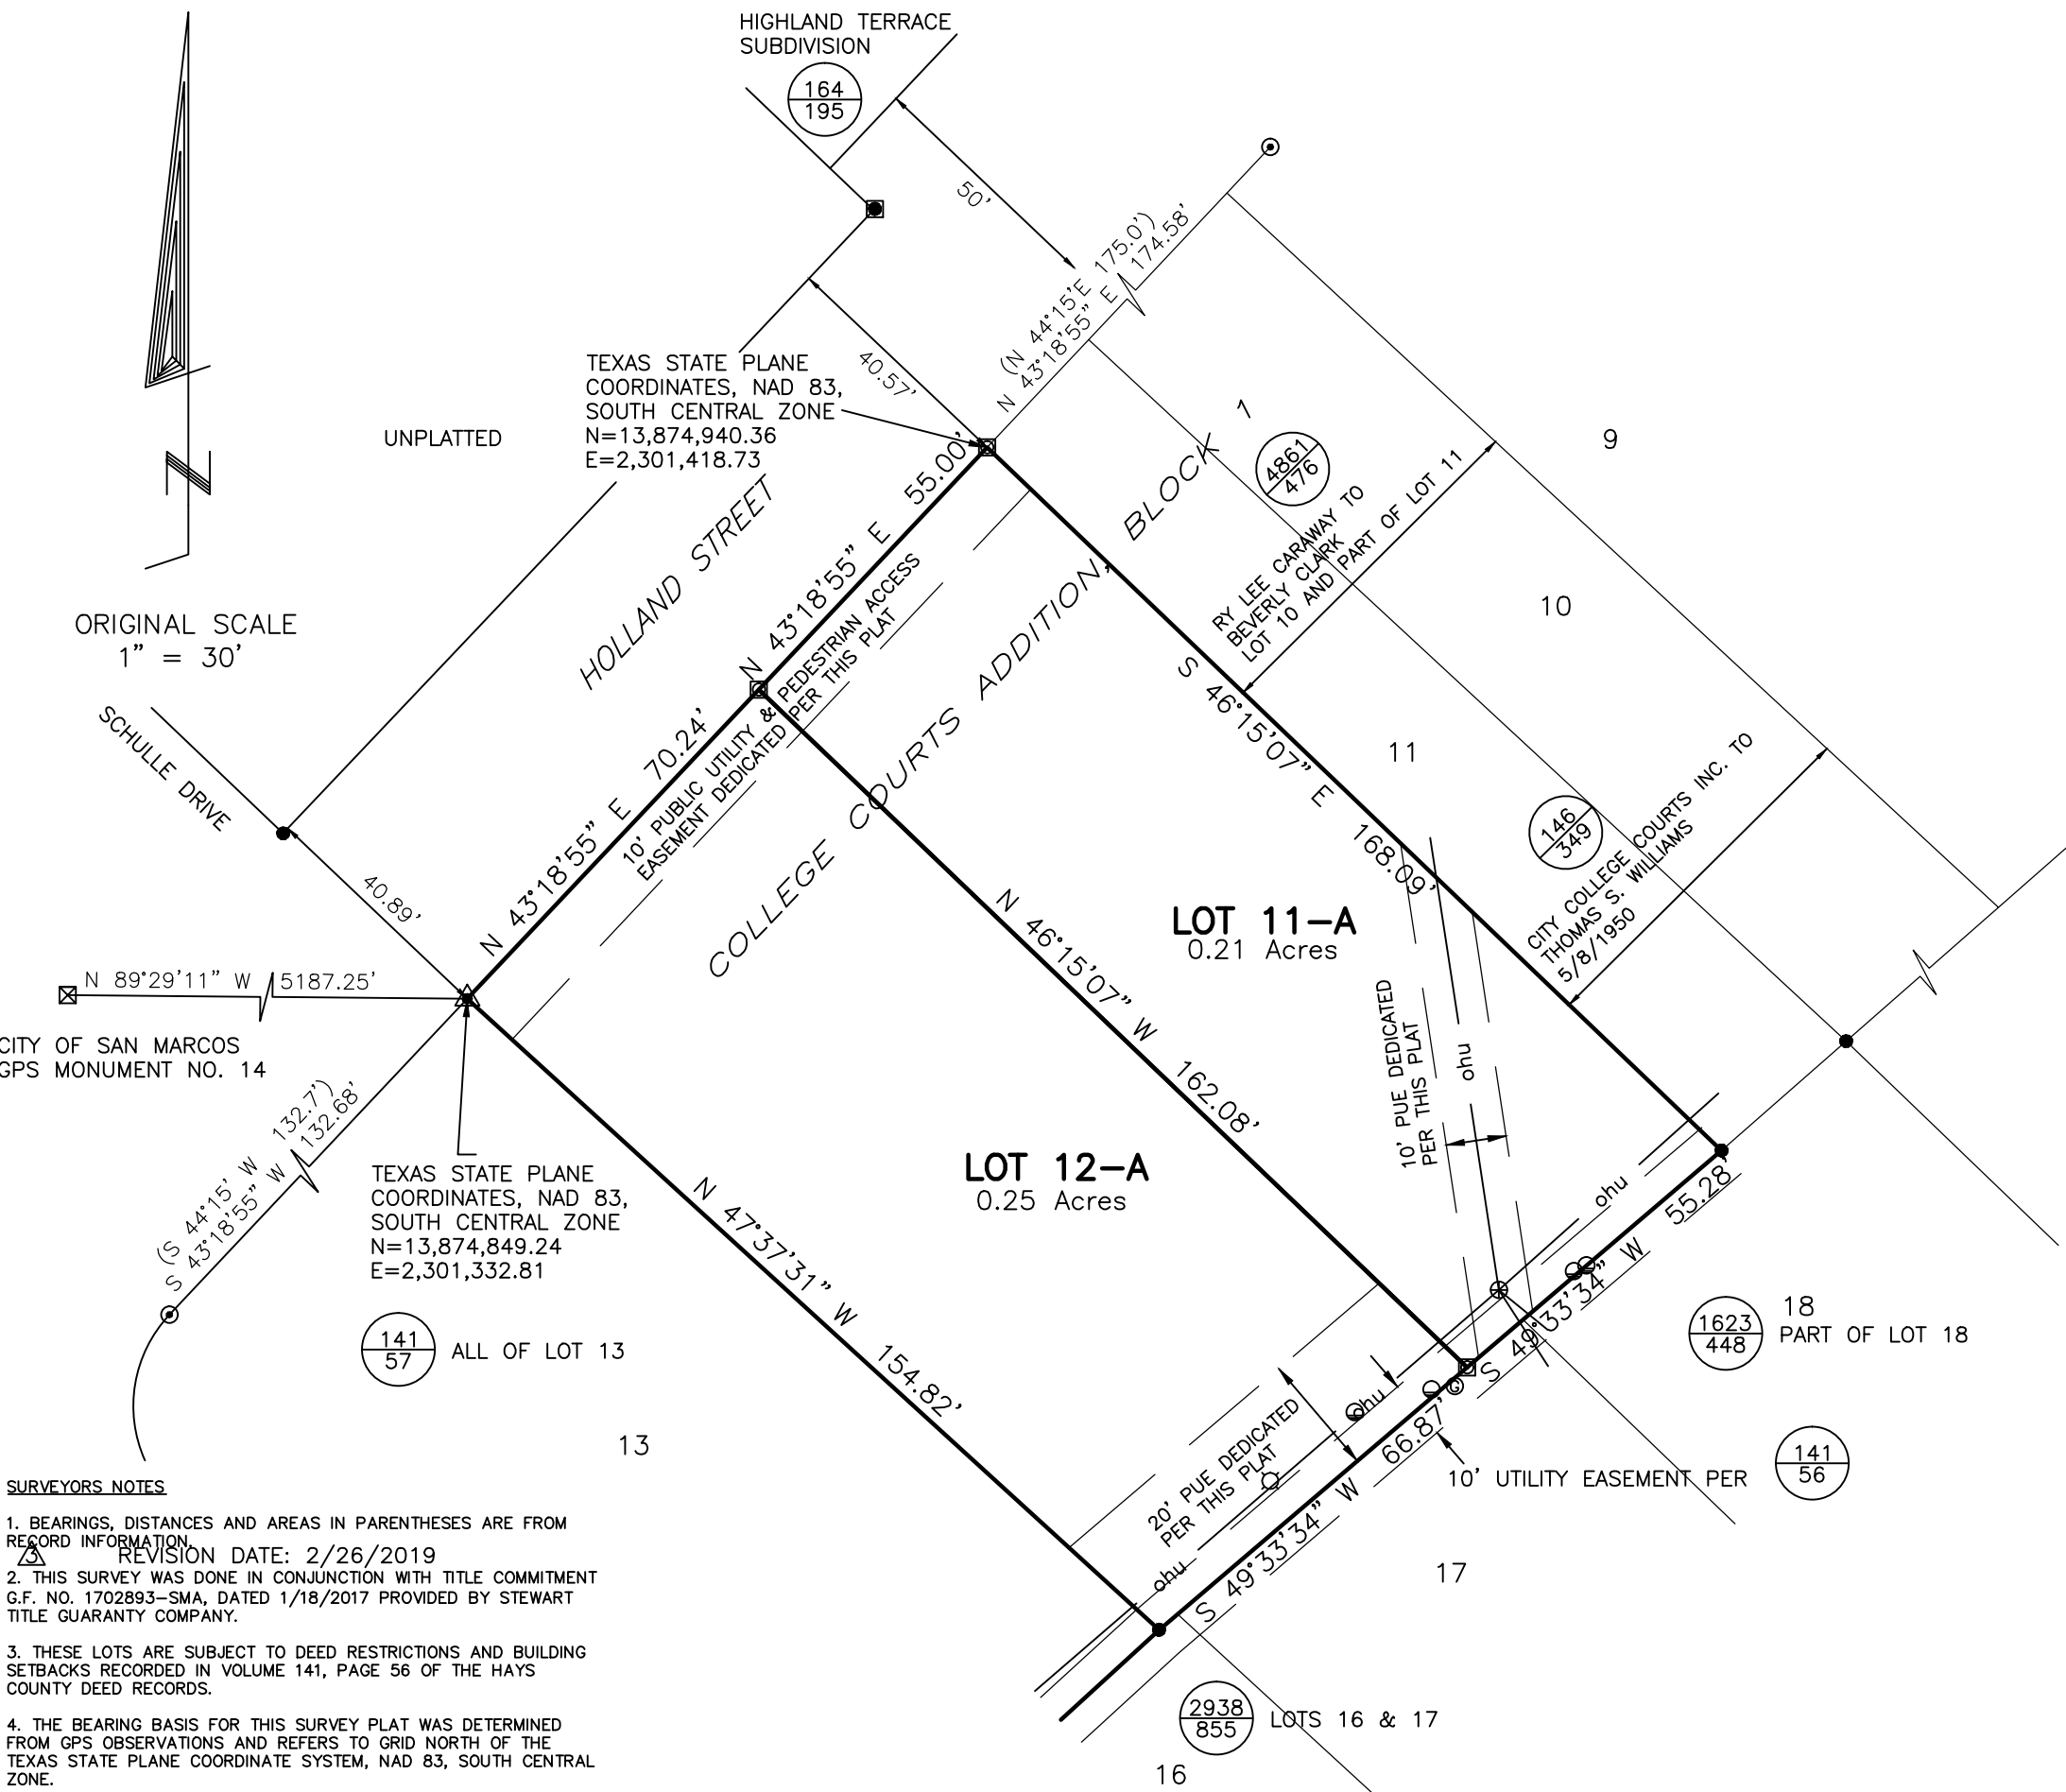 HIGHLAND TERRACE
SUBDIVISION
164
195
50'
(N 44°15'E 175.0')
N 43°18'55" E 174.58'
TEXAS STATE PLANE
COORDINATES, NAD 83,
SOUTH CENTRAL ZONE
N=13,874,940.36
E=2,301,418.73
40.57'
UNPLATTED
N
ORIGINAL SCALE
1" = 30'
HOLLAND STREET
N 43°18'55" E 55.00'
COLLEGE COURTS ADDITION, BLOCK 1
4861
476
RY LEE CARAWAY TO
BEVERLY CLARK
LOT 10 AND PART OF LOT 11
9
10
11
SCHULLE DRIVE
N 43°18'55" E 70.24'
10' PUBLIC UTILITY & PEDESTRIAN ACCESS
EASEMENT DEDICATED PER THIS PLAT
S 46°15'07" E 168.09'
146
349
CITY COLLEGE COURTS INC. TO
THOMAS S. WILLIAMS
5/8/1950
40.89'
N 89°29'11" W 5187.25'
CITY OF SAN MARCOS
GPS MONUMENT NO. 14
LOT 11-A
0.21 Acres
N 46°15'07" W 162.08'
10' PUE DEDICATED
PER THIS PLAT
ohu
(S 44°15' W 132.7')
S 43°18'55" W 132.68'
TEXAS STATE PLANE
COORDINATES, NAD 83,
SOUTH CENTRAL ZONE
N=13,874,849.24
E=2,301,332.81
LOT 12-A
0.25 Acres
N 47°37'31" W 154.82'
ohu
S 49°33'34" W 55.28'
141
57
ALL OF LOT 13
13
1623
448
18
PART OF LOT 18
G
ohu
20' PUE DEDICATED
PER THIS PLAT
ohu
S 49°33'34" W 66.87'
10' UTILITY EASEMENT PER
141
56
17
2938
855
LOTS 16 & 17
16
SURVEYORS NOTES
1. BEARINGS, DISTANCES AND AREAS IN PARENTHESES ARE FROM
RECORD INFORMATION.
3 REVISION DATE: 2/26/2019
2. THIS SURVEY WAS DONE IN CONJUNCTION WITH TITLE COMMITMENT
G.F. NO. 1702893-SMA, DATED 1/18/2017 PROVIDED BY STEWART
TITLE GUARANTY COMPANY.
3. THESE LOTS ARE SUBJECT TO DEED RESTRICTIONS AND BUILDING
SETBACKS RECORDED IN VOLUME 141, PAGE 56 OF THE HAYS
COUNTY DEED RECORDS.
4. THE BEARING BASIS FOR THIS SURVEY PLAT WAS DETERMINED
FROM GPS OBSERVATIONS AND REFERS TO GRID NORTH OF THE
TEXAS STATE PLANE COORDINATE SYSTEM, NAD 83, SOUTH CENTRAL
ZONE.